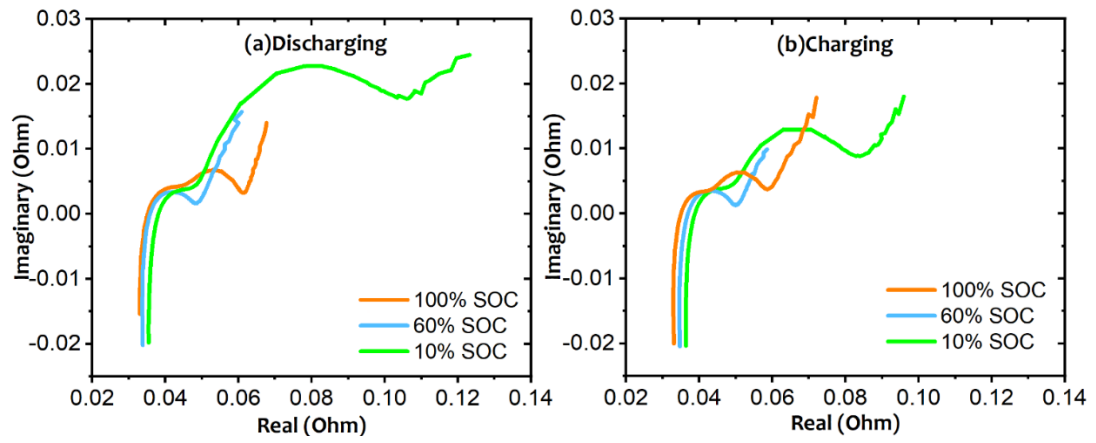 (a)Discharging
Imaginary (Ohm)
0.03
0.02
0.01
0.00
-0.01
-0.02
100% SOC
60% SOC
10% SOC
0.02 0.04 0.06 0.08 0.10 0.12 0.14
Real (Ohm)
(b)Charging
Imaginary (Ohm)
0.03
0.02
0.01
0.00
-0.01
-0.02
100% SOC
60% SOC
10% SOC
0.02 0.04 0.06 0.08 0.10 0.12 0.14
Real (Ohm)